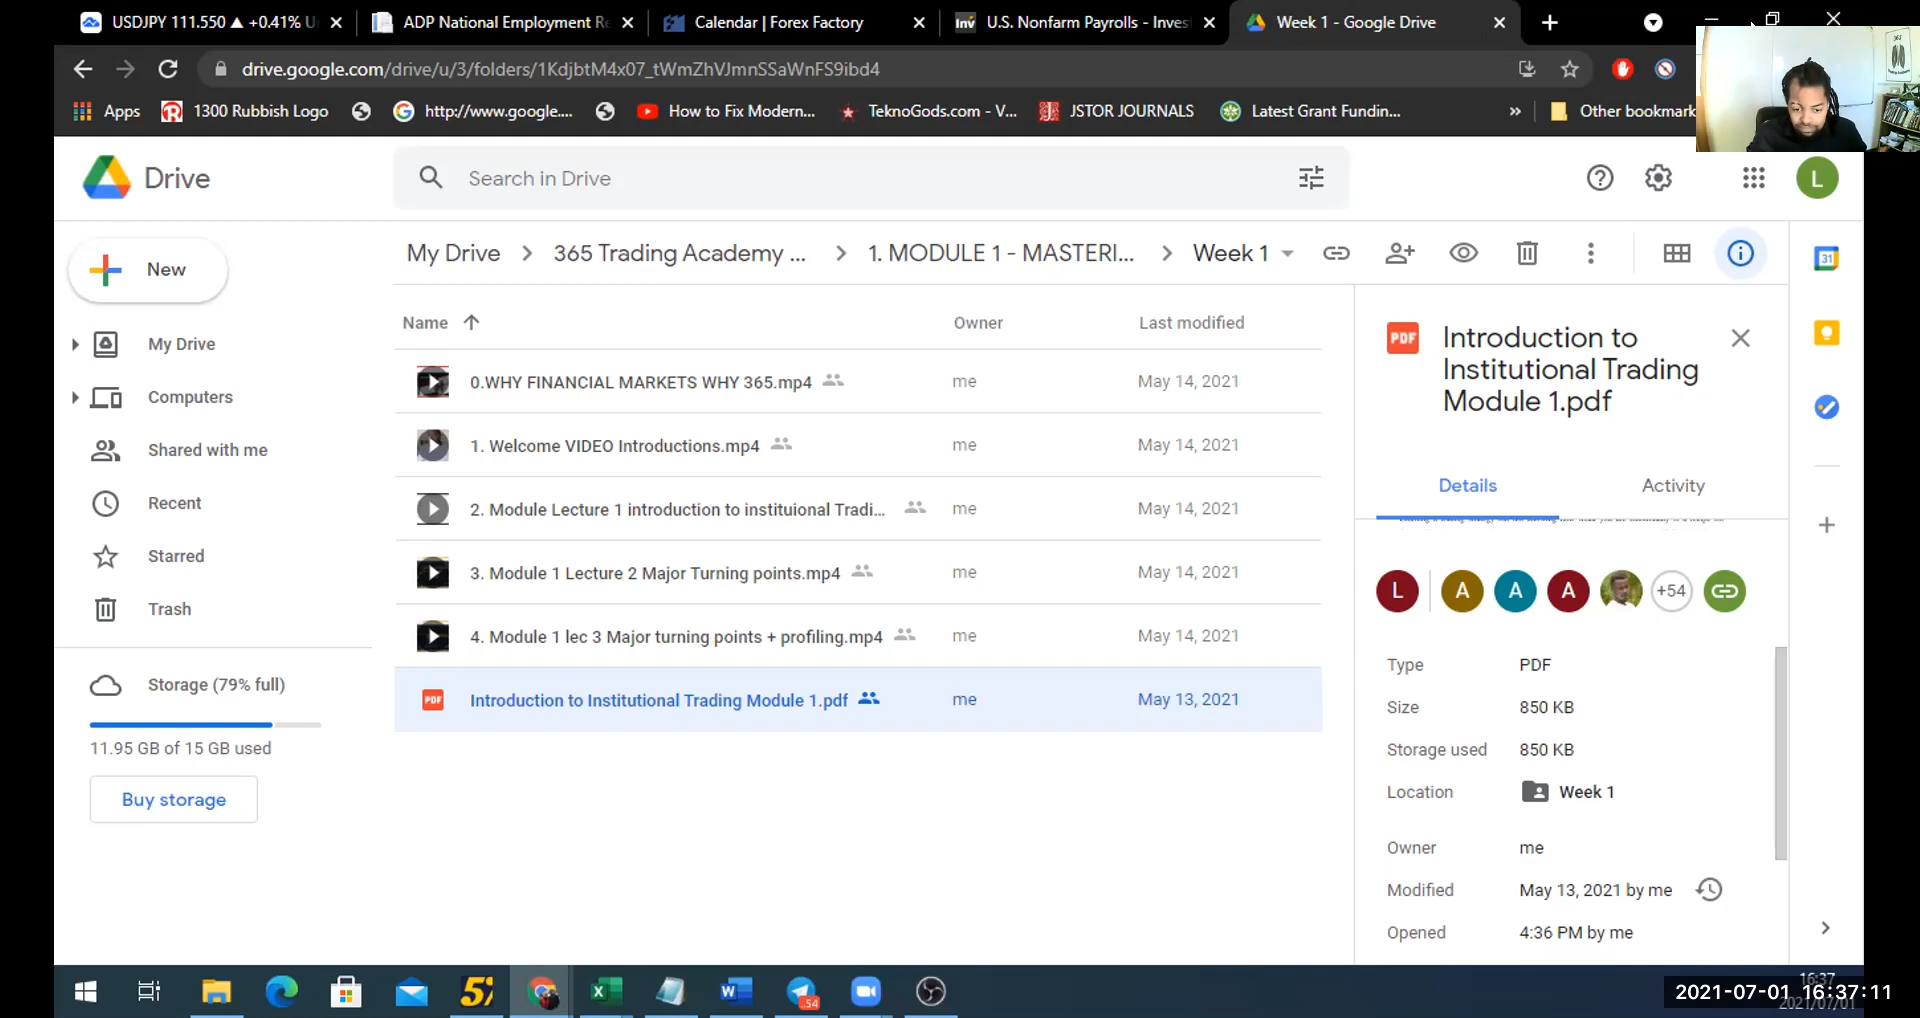 USDJPY 111.550 ▲ +0.41% U
ADP National Employment Re
Calendar | Forex Factory
U.S. Nonfarm Payrolls - Inves
Week 1 - Google Drive
drive.google.com/drive/u/3/folders/1KdjbtM4x07_tWmZhVJmnSSaWnFS9ibd4
Apps
1300 Rubbish Logo
http://www.google....
How to Fix Modern...
TeknoGods.com - V...
JSTOR JOURNALS
Latest Grant Fundin...
»
Other bookmark
Drive
Search in Drive
L
New
My Drive > 365 Trading Academy ... > 1. MODULE 1 - MASTERI... > Week 1
31
My Drive
Computers
Shared with me
Recent
Starred
Trash
Storage (79% full)
11.95 GB of 15 GB used
Buy storage
Name Owner Last modified
0.WHY FINANCIAL MARKETS WHY 365.mp4 me May 14, 2021
1. Welcome VIDEO Introductions.mp4 me May 14, 2021
2. Module Lecture 1 introduction to instituional Tradi... me May 14, 2021
3. Module 1 Lecture 2 Major Turning points.mp4 me May 14, 2021
4. Module 1 lec 3 Major turning points + profiling.mp4 me May 14, 2021
PDF Introduction to Institutional Trading Module 1.pdf me May 13, 2021
PDF
Introduction to
Institutional Trading
Module 1.pdf
Details Activity
L A A A +54
Type PDF
Size 850 KB
Storage used 850 KB
Location Week 1
Owner me
Modified May 13, 2021 by me
Opened 4:36 PM by me
54
16:37
2021-07-01 16:37:11
2021/07/01